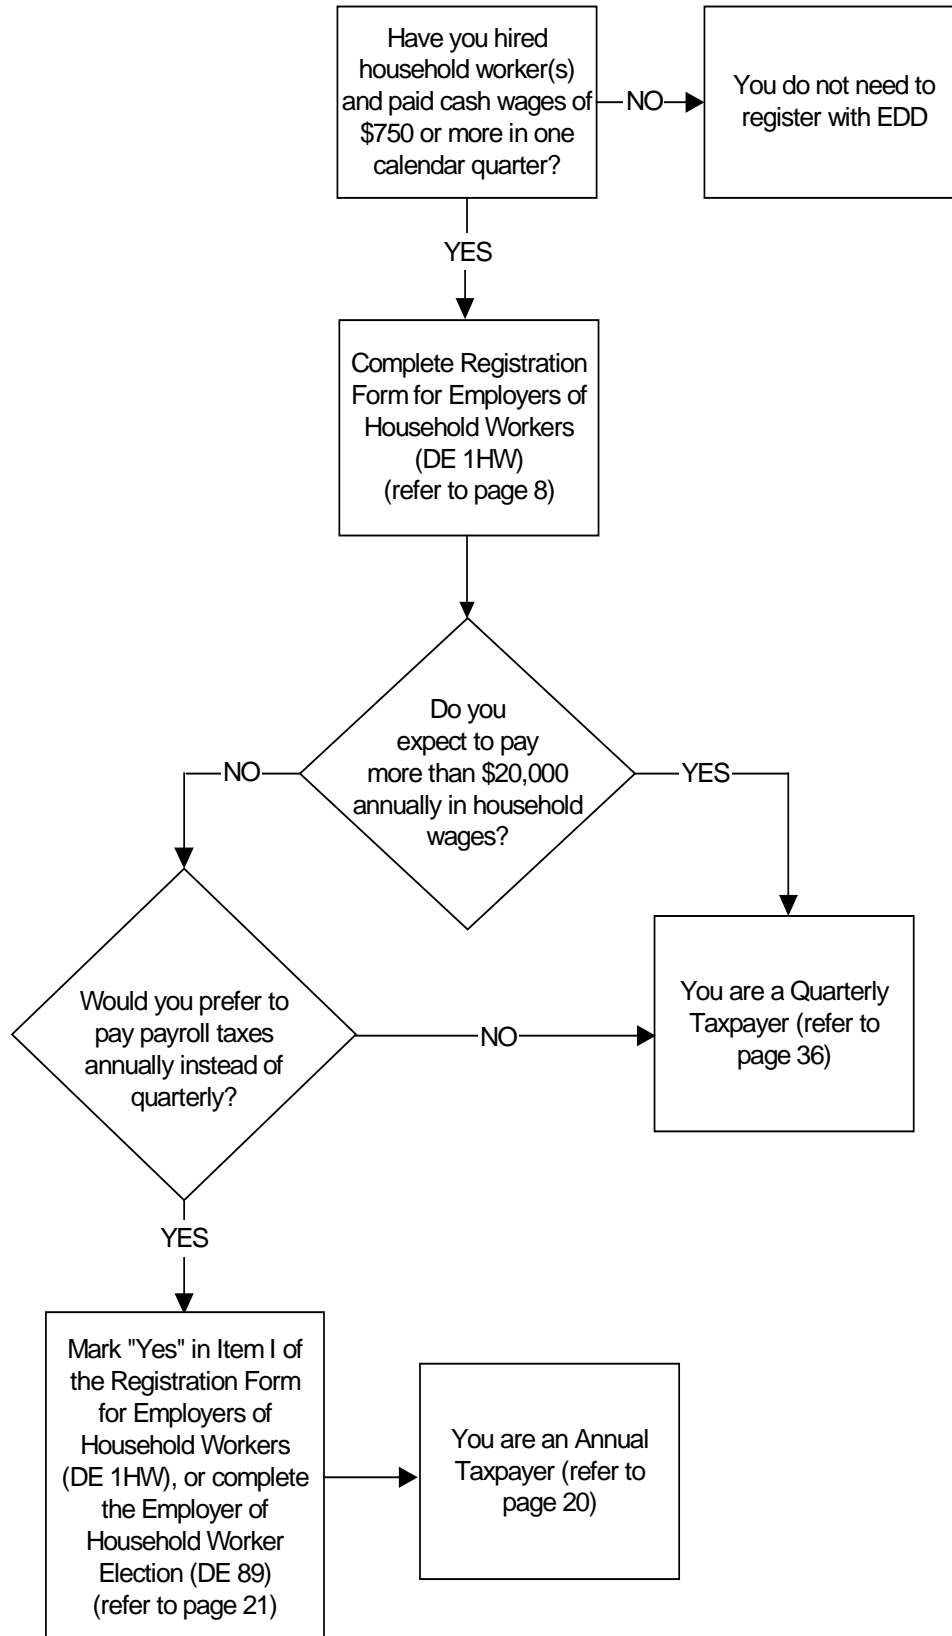 Have you hired
household worker(s)
and paid cash wages of
$750 or more in one
calendar quarter?
NO
You do not need to
register with EDD
YES
Complete Registration
Form for Employers of
Household Workers
(DE 1HW)
(refer to page 8)
Do you
expect to pay
more than $20,000
annually in household
wages?
NO
YES
Would you prefer to
pay payroll taxes
annually instead of
quarterly?
NO
You are a Quarterly
Taxpayer (refer to
page 36)
YES
Mark "Yes" in Item I of
the Registration Form
for Employers of
Household Workers
(DE 1HW), or complete
the Employer of
Household Worker
Election (DE 89)
(refer to page 21)
You are an Annual
Taxpayer (refer to
page 20)